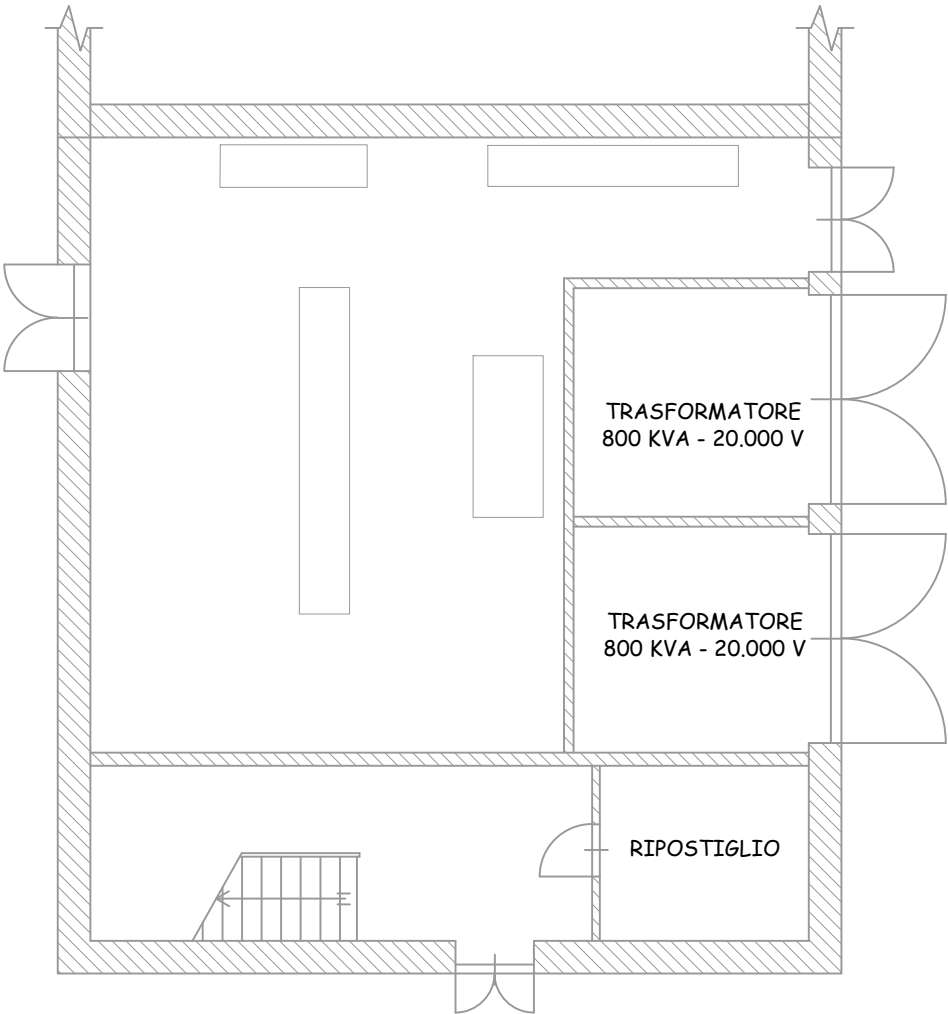 TRASFORMATORE
800 KVA - 20.000 V
TRASFORMATORE
800 KVA - 20.000 V
RIPOSTIGLIO